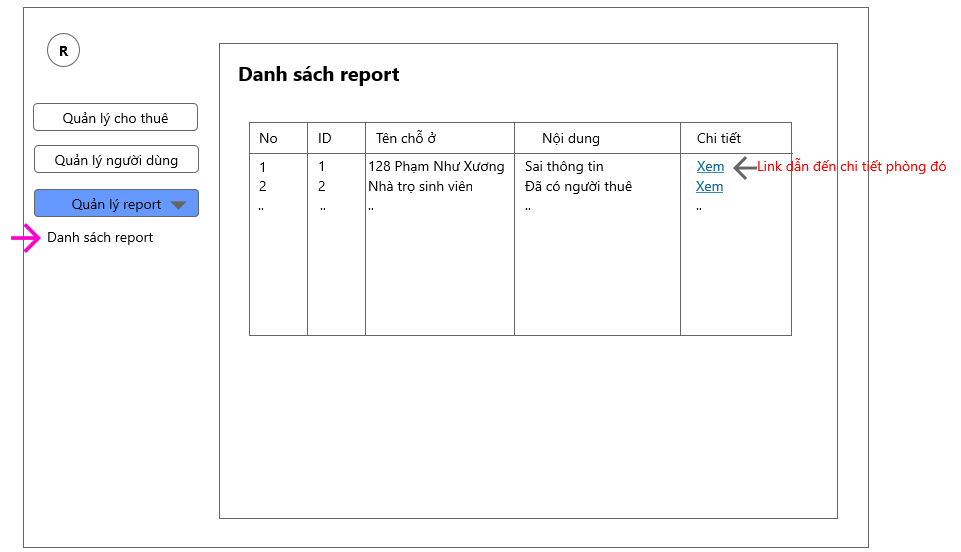 R
Quản lý cho thuê
Quản lý người dùng
Quản lý report
Danh sách report
Danh sách report
No ID Tên chỗ ở Nội dung Chi tiết
1 1 128 Phạm Như Xương Sai thông tin Xem Link dẫn đến chi tiết phòng đó
2 2 Nhà trọ sinh viên Đã có người thuê Xem
.. .. .. .. ..